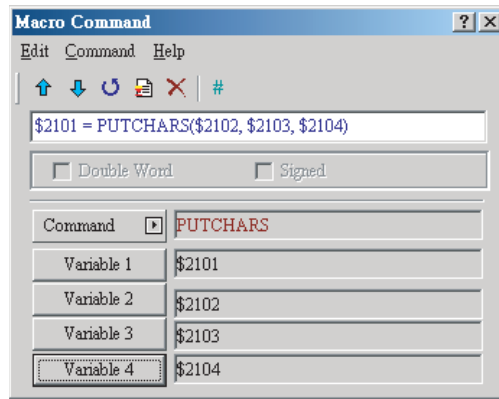 Macro Command
Edit Command Help
#
$2101 = PUTCHARS($2102, $2103, $2104)
Double Word Signed
Command PUTCHARS
Variable 1 $2101
Variable 2 $2102
Variable 3 $2103
Variable 4 $2104